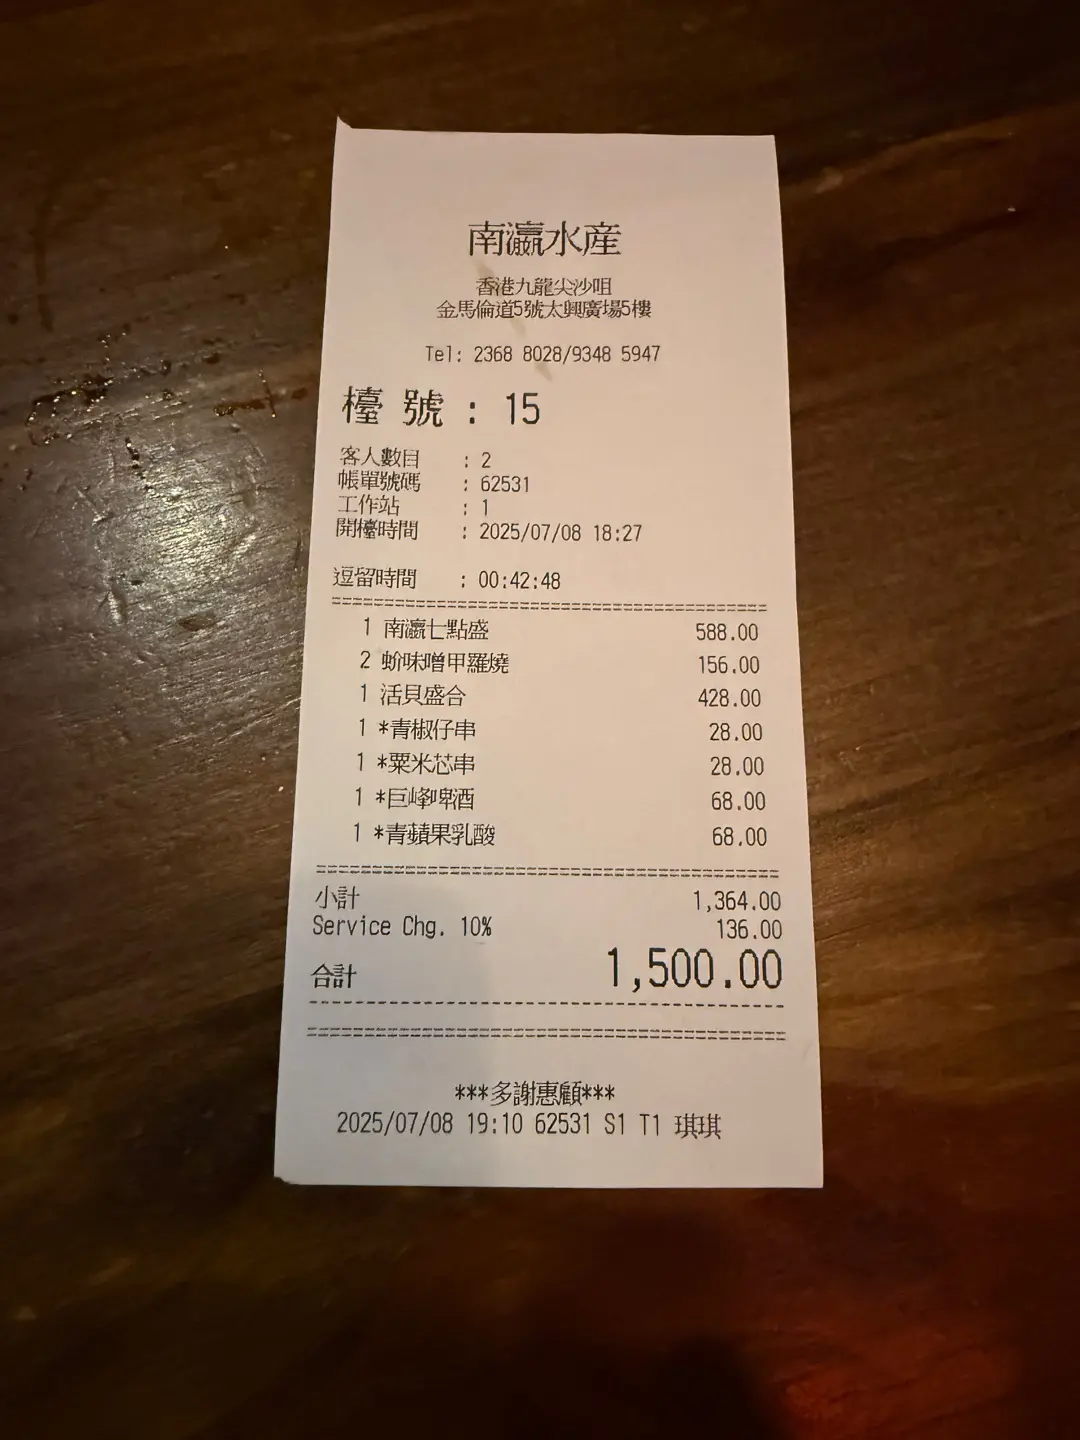 南瀛水産
香港九龍尖沙咀
金馬倫道5號太興廣場5樓
Tel: 2368 8028/9348 5947
檯 號 : 15
客人數目 : 2
帳單號碼 : 62531
工作站 : 1
開檯時間 : 2025/07/08 18:27
逗留時間 : 00:42:48
1 南瀛七點盛 588.00
2 蚧味噌甲羅燒 156.00
1 活貝盛合 428.00
1 *青椒仔串 28.00
1 *粟米芯串 28.00
1 *巨峰啤酒 68.00
1 *青蘋果乳酸 68.00
小計 1,364.00
Service Chg. 10% 136.00
合計 1,500.00
***多謝惠顧***
2025/07/08 19:10 62531 S1 T1 琪琪